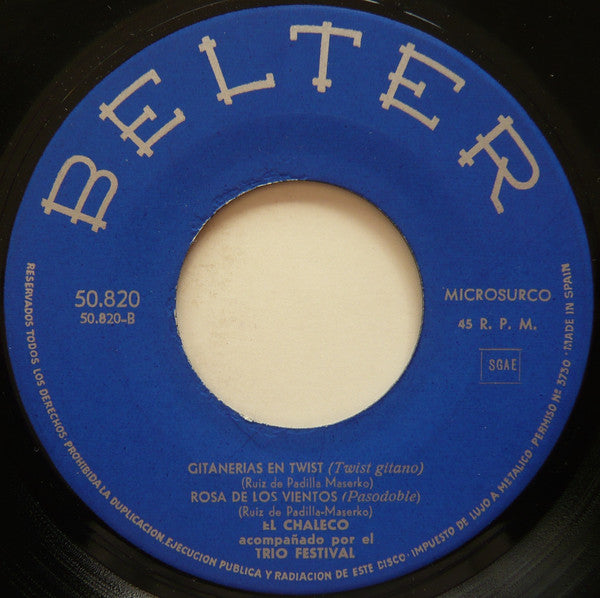 BELTER
50.820
50.820-B
MICROSURCO
45 R. P. M.
SGAE
GITANERIAS EN TWIST (Twist gitano)
(Ruiz de Padilla Maserko)
ROSA DE LOS VIENTOS (Pasodoble)
(Ruiz de Padilla-Maserko)
EL CHALECO
acompañado por el
TRIO FESTIVAL
RESERVADOS TODOS LOS DERECHOS·PROHIBIDA LA DUPLICACION, EJECUCION PUBLICA Y RADIACION DE ESTE DISCO·IMPUESTO DE LUJO A METALICO·PERMISO Nº 3730·MADE IN SPAIN